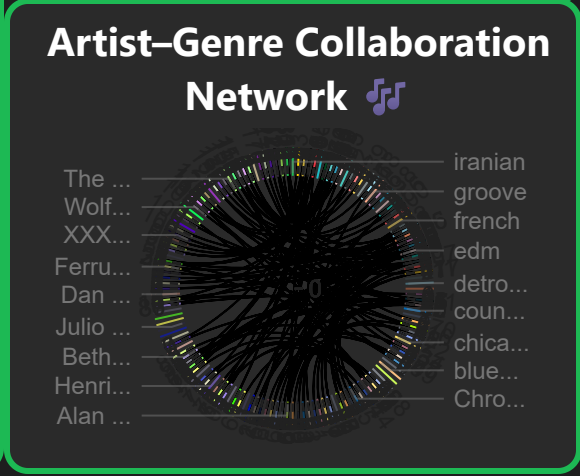 Artist–Genre Collaboration
Network 🎶
The ...
Wolf...
XXX...
Ferru...
Dan ...
Julio ...
Beth...
Henri...
Alan ...
iranian
groove
french
edm
detro...
coun...
chica...
blue...
Chro...